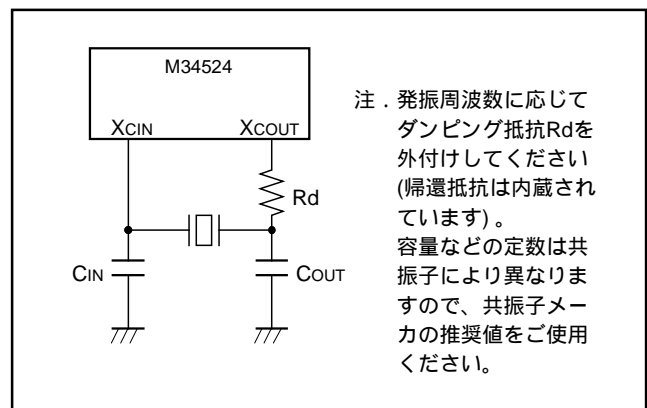 M34524
XCIN
XCOUT
Rd
CIN
COUT
注．発振周波数に応じて
ダンピング抵抗Rdを
外付けしてください
(帰還抵抗は内蔵され
ています)。
容量などの定数は共
振子により異なりま
すので、共振子メー
カの推奨値をご使用
ください。